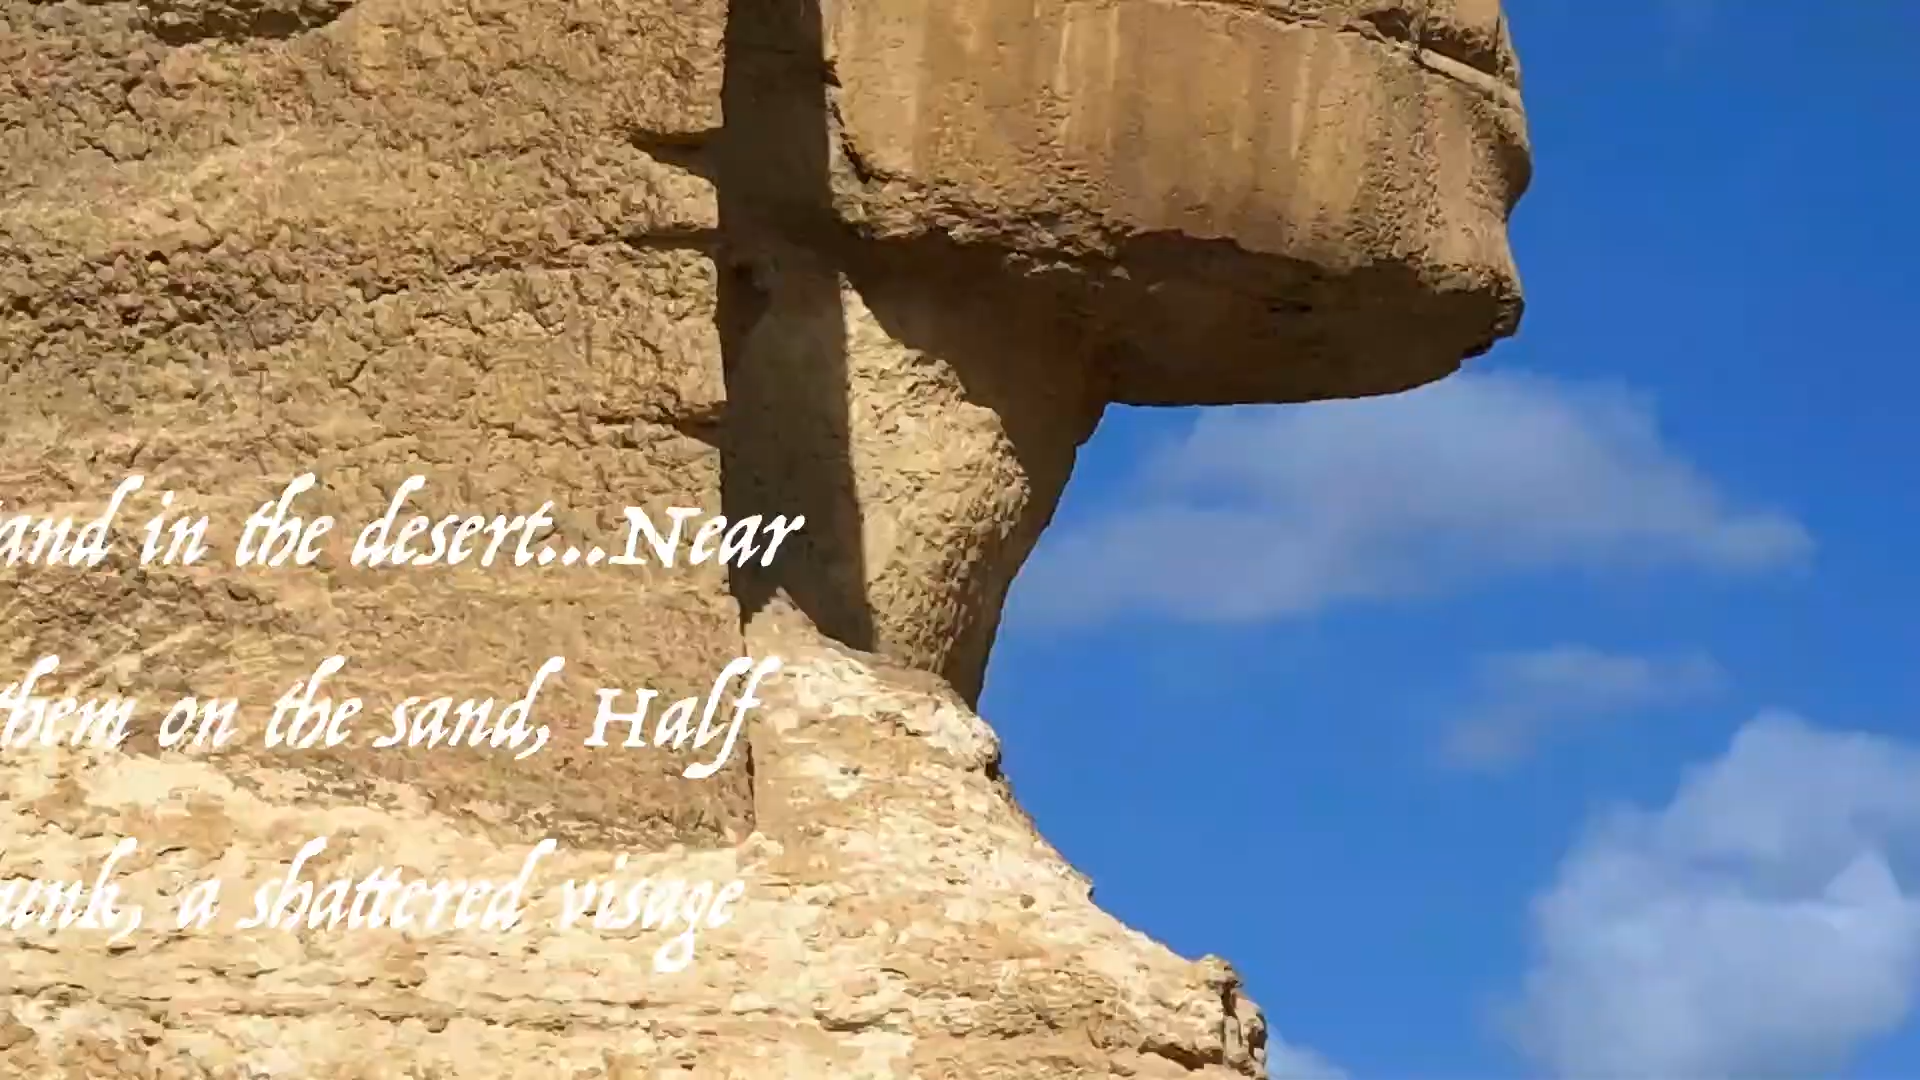 and in the desert...Near
them on the sand, Half
unk, a shattered visage